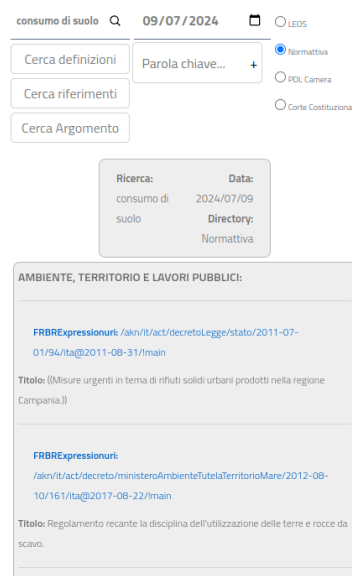 consumo di suolo 09/07/2024 LEOS
Normattiva
Cerca definizioni Parola chiave... +
PDL Camera
Cerca riferimenti
Corte Costituziona
Cerca Argomento
Ricerca: Data:
consumo di 2024/07/09
suolo Directory:
Normattiva
AMBIENTE, TERRITORIO E LAVORI PUBBLICI:
FRBRExpressionuri: /akn/it/act/decretoLegge/stato/2011-07-
01/94/ita@2011-08-31/!main
Titolo: ((Misure urgenti in tema di rifiuti solidi urbani prodotti nella regione
Campania.))
FRBRExpressionuri:
/akn/it/act/decreto/ministeroAmbienteTutelaTerritorioMare/2012-08-
10/161/ita@2017-08-22/!main
Titolo: Regolamento recante la disciplina dell'utilizzazione delle terre e rocce da
scavo.